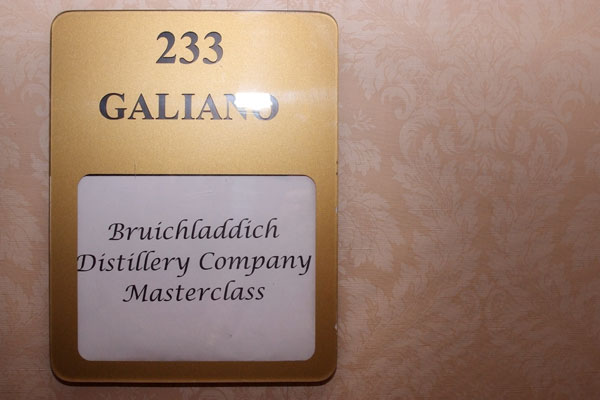 233
GALIANO
Bruichladdich
Distillery Company
Masterclass